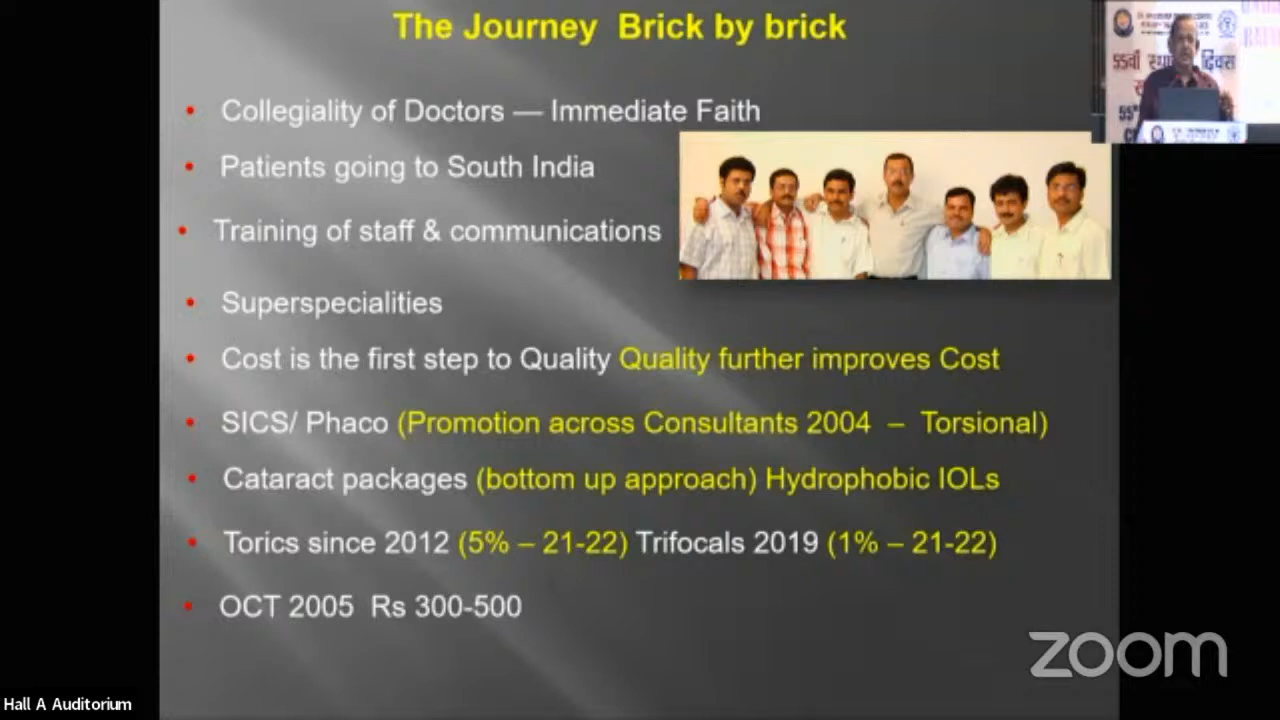 The Journey Brick by brick
• Collegiality of Doctors — Immediate Faith
• Patients going to South India
• Training of staff & communications
• Superspecialities
• Cost is the first step to Quality Quality further improves Cost
• SICS/ Phaco (Promotion across Consultants 2004 – Torsional)
• Cataract packages (bottom up approach) Hydrophobic IOLs
• Torics since 2012 (5% – 21-22) Trifocals 2019 (1% – 21-22)
• OCT 2005 Rs 300-500
55वां दिवस
zoom
Hall A Auditorium